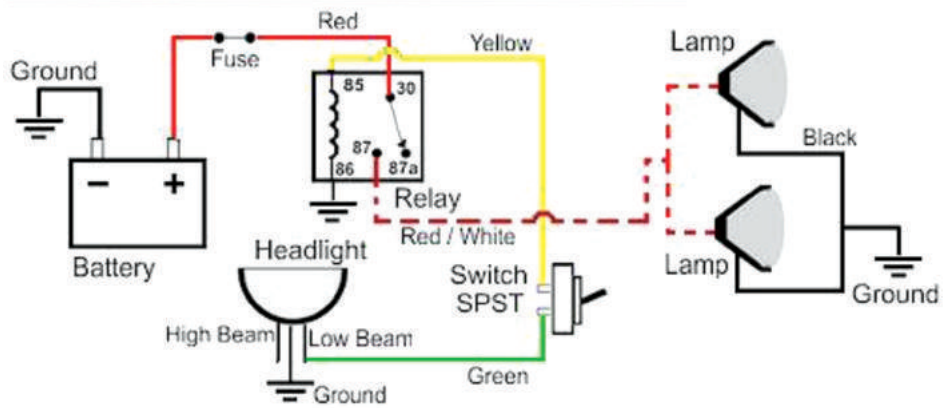 Red
Yellow
Lamp
Fuse
Ground
85
30
87
86
87a
Black
Relay
Red / White
Battery
Headlight
Lamp
Switch
SPST
Ground
High Beam
Low Beam
Green
Ground